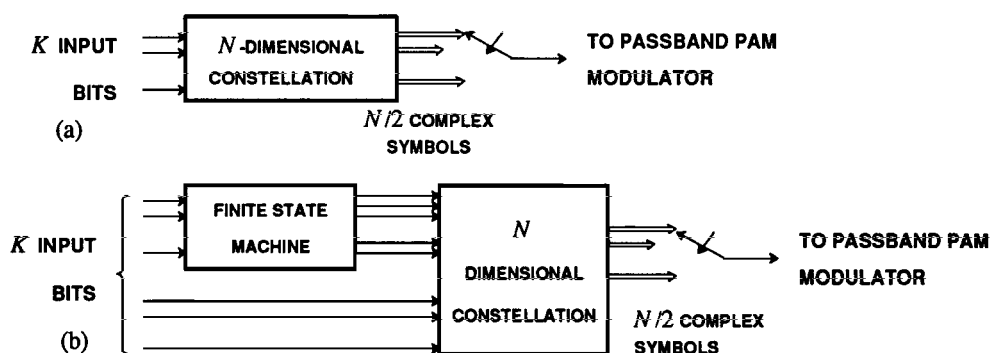 K INPUT
BITS
(a)
N-DIMENSIONAL
CONSTELLATION
N/2 COMPLEX
SYMBOLS
TO PASSBAND PAM
MODULATOR
K INPUT
BITS
(b)
FINITE STATE
MACHINE
N
DIMENSIONAL
CONSTELLATION
N/2 COMPLEX
SYMBOLS
TO PASSBAND PAM
MODULATOR